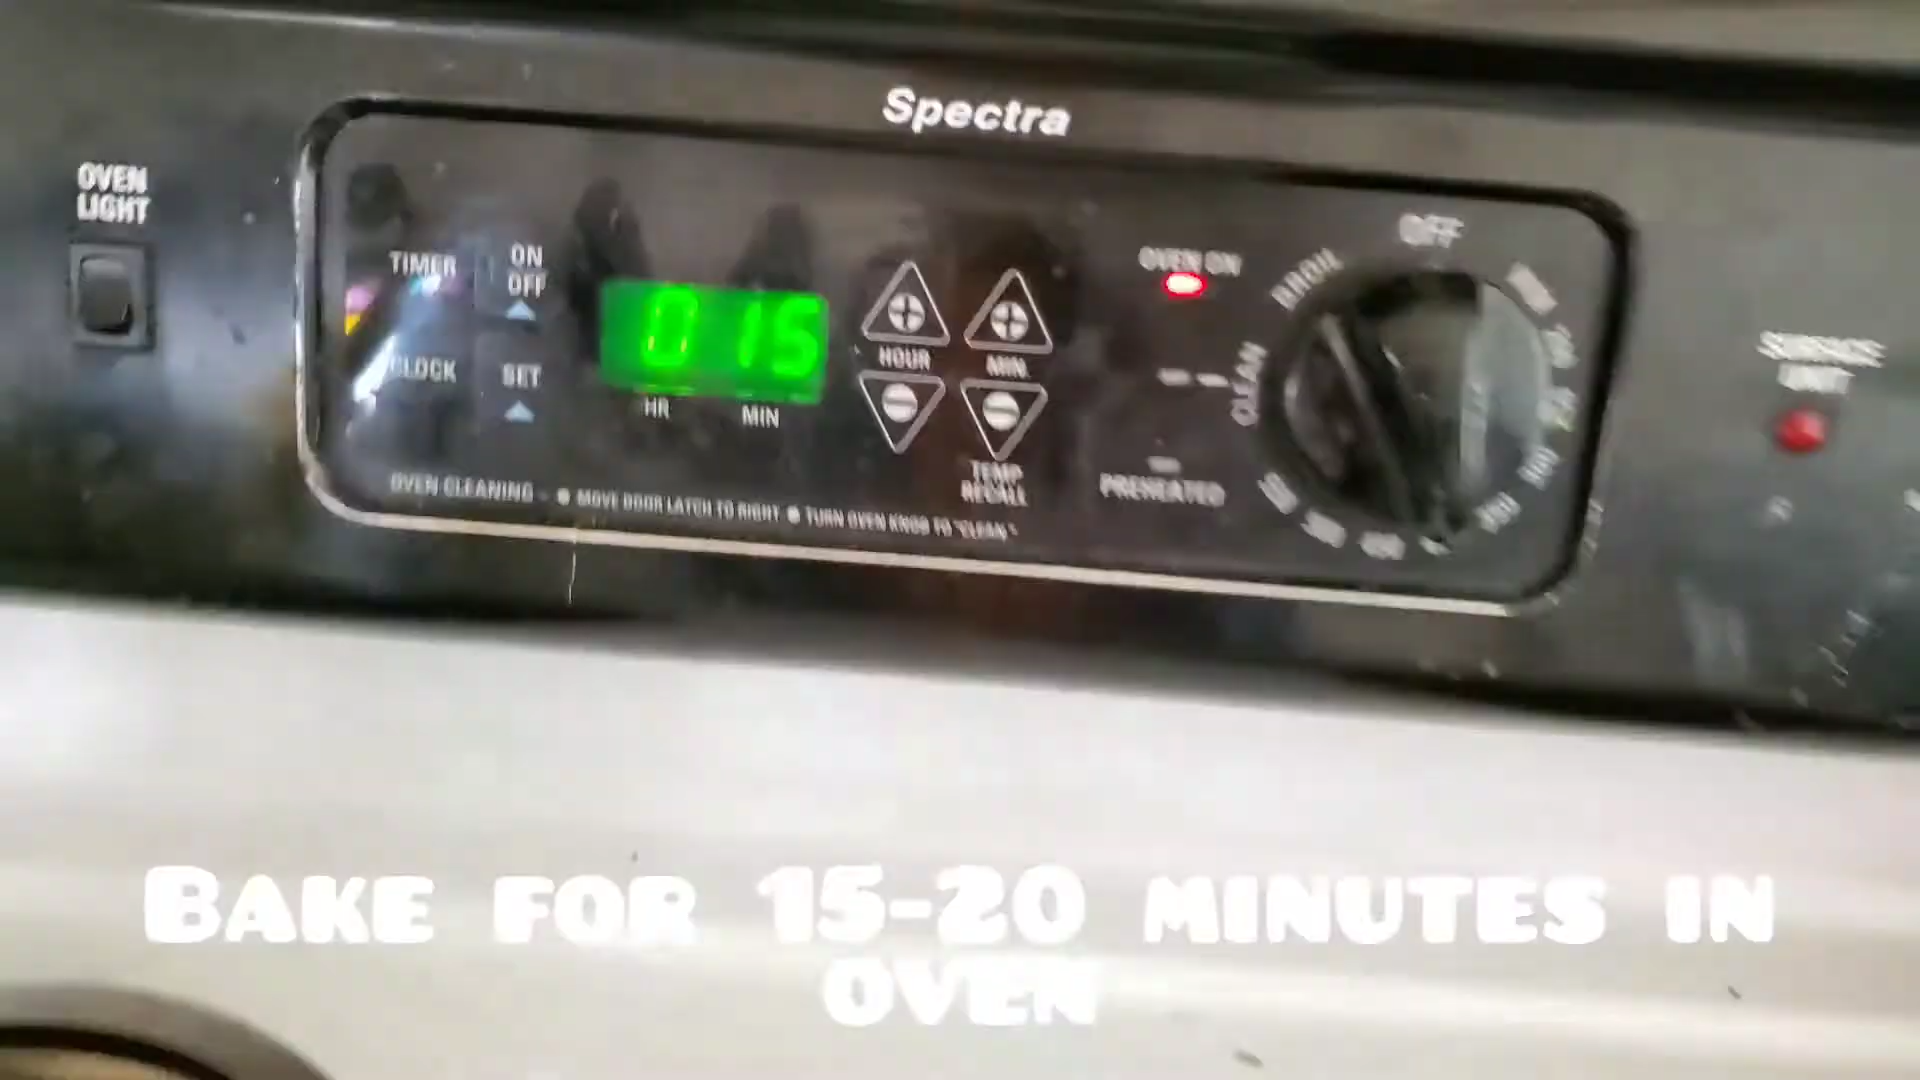 Spectra
OVEN
LIGHT
TIMER
ON
OFF
CLOCK
SET
0 15
HR
MIN
HOUR
MIN.
TEMP
RECALL
OVEN ON
PREHEATED
OFF
BROIL
CLEAN
SURFACE
UNIT
OVEN CLEANING - ● MOVE DOOR LATCH TO RIGHT ● TURN OVEN KNOB TO "CLEAN"
BAKE FOR 15-20 MINUTES IN
OVEN